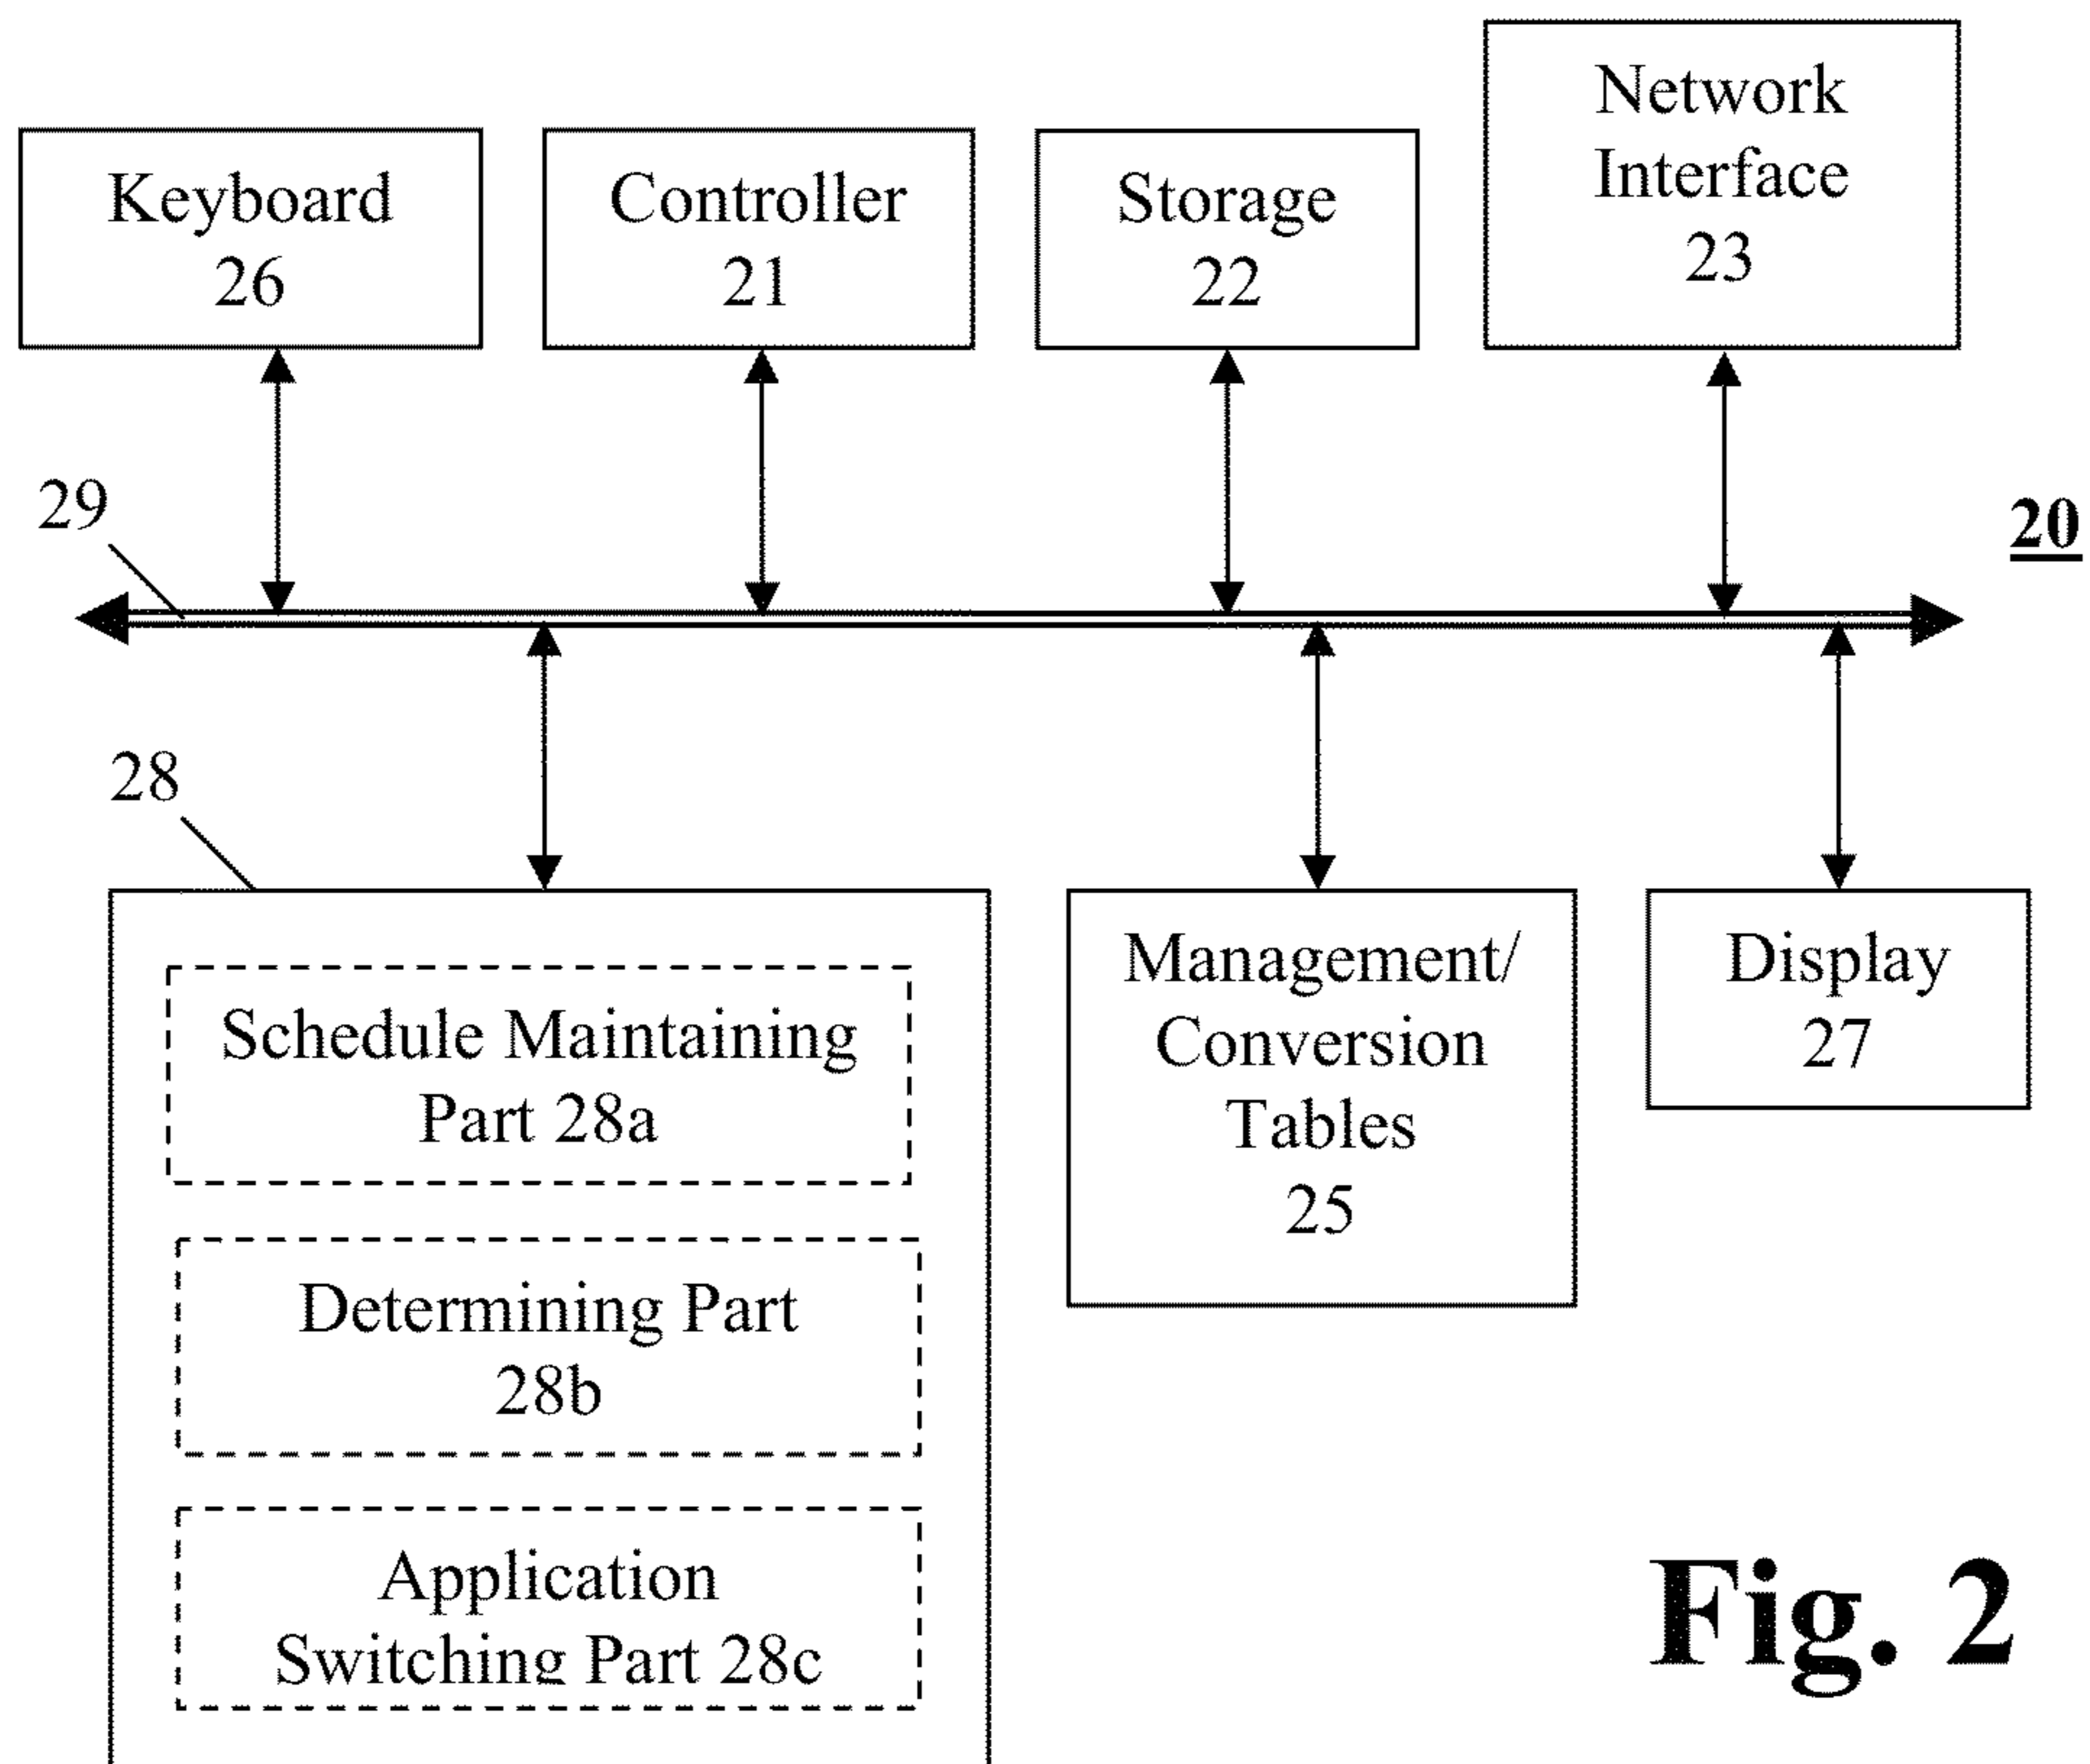 Keyboard
26
Controller
21
Storage
22
Network
Interface
23
29
20
28
Schedule Maintaining
Part 28a
Determining Part
28b
Application
Switching Part 28c
Management/
Conversion
Tables
25
Display
27
Fig. 2